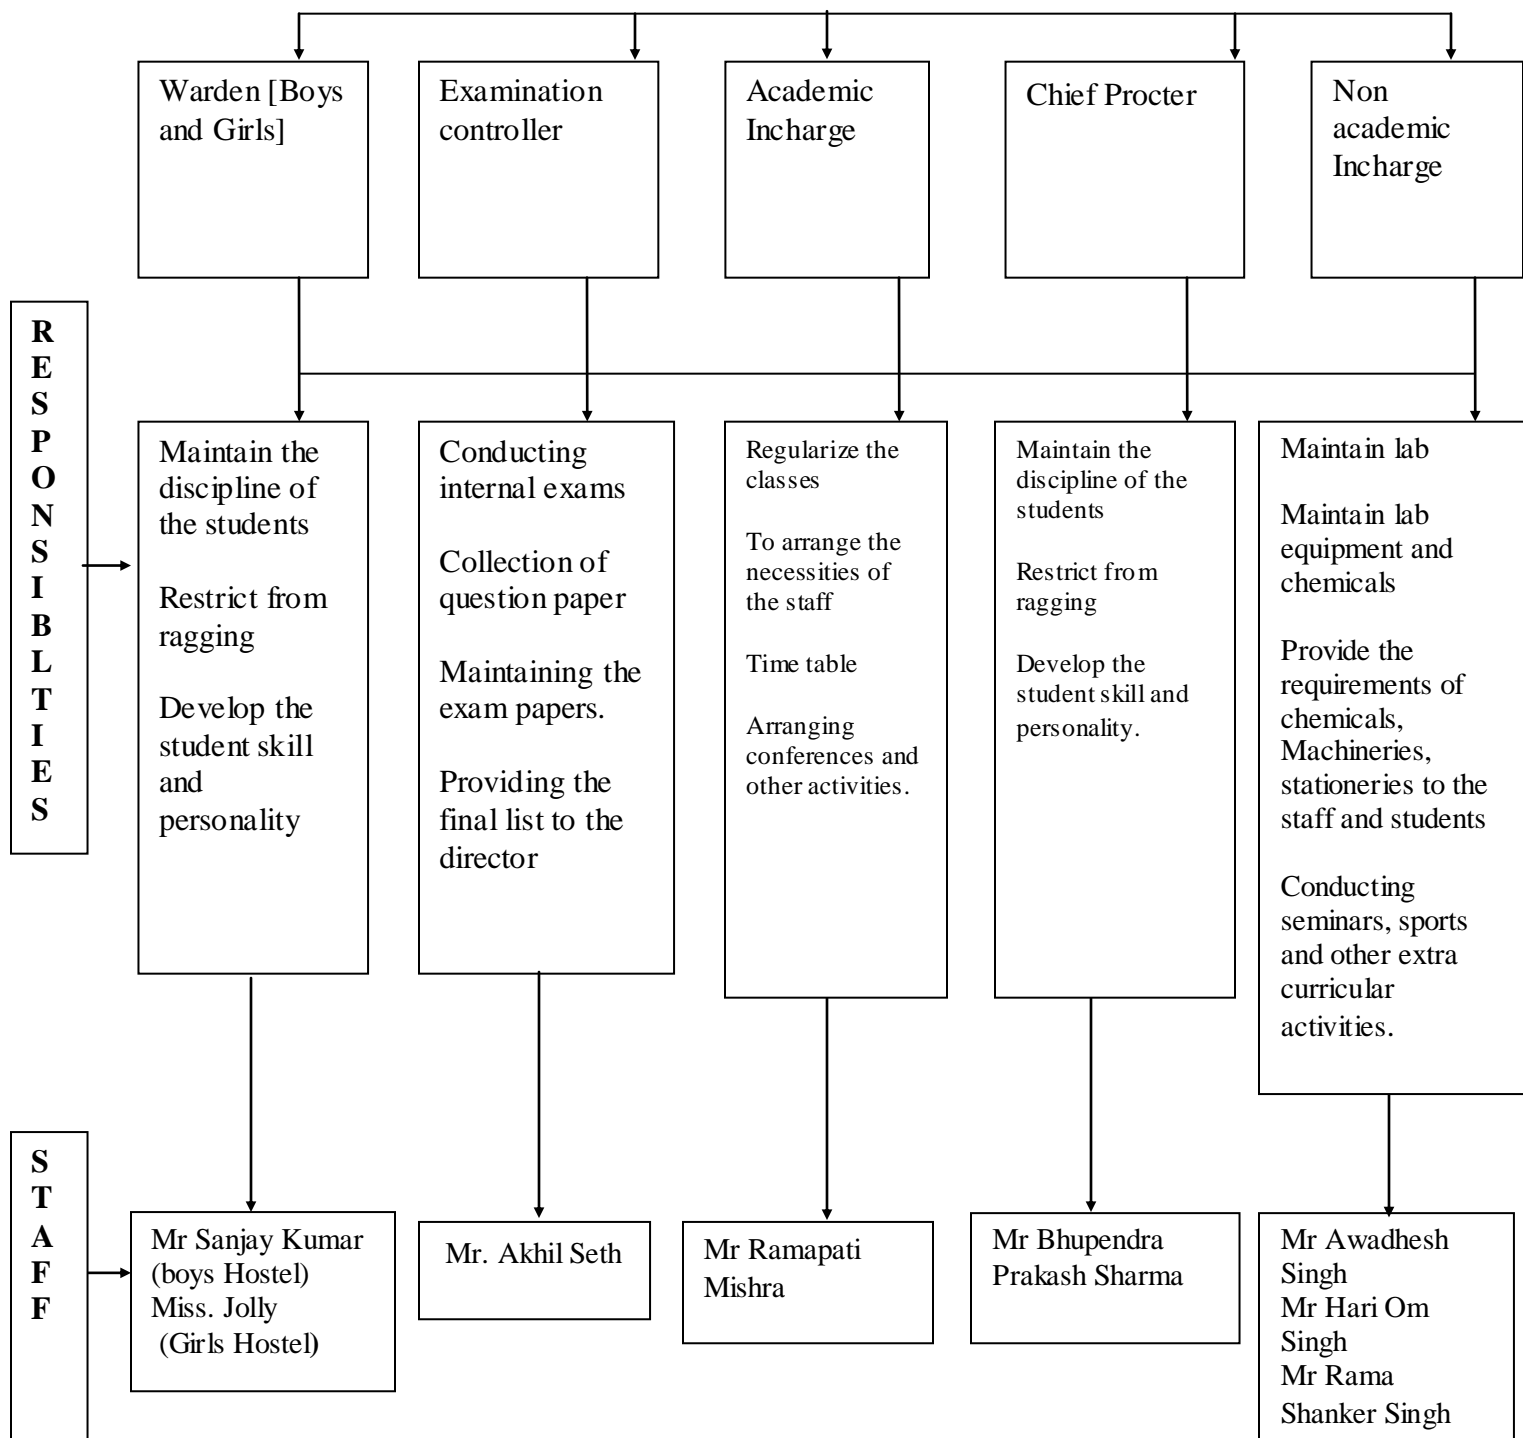 Warden [Boys
and Girls]
Examination
controller
Academic
Incharge
Chief Procter
Non
academic
Incharge
R
E
S
P
O
N
S
I
B
L
T
I
E
S
Maintain the
discipline of
the students
Restrict from
ragging
Develop the
student skill
and
personality
Conducting
internal exams
Collection of
question paper
Maintaining the
exam papers.
Providing the
final list to the
director
Regularize the
classes
To arrange the
necessities of
the staff
Time table
Arranging
conferences and
other activities.
Maintain the
discipline of the
students
Restrict from
ragging
Develop the
student skill and
personality.
Maintain lab
Maintain lab
equipment and
chemicals
Provide the
requirements of
chemicals,
Machineries,
stationeries to the
staff and students
Conducting
seminars, sports
and other extra
curricular
activities.
S
T
A
F
F
Mr Sanjay Kumar
(boys Hostel)
Miss. Jolly
(Girls Hostel)
Mr. Akhil Seth
Mr Ramapati
Mishra
Mr Bhupendra
Prakash Sharma
Mr Awadhesh
Singh
Mr Hari Om
Singh
Mr Rama
Shanker Singh